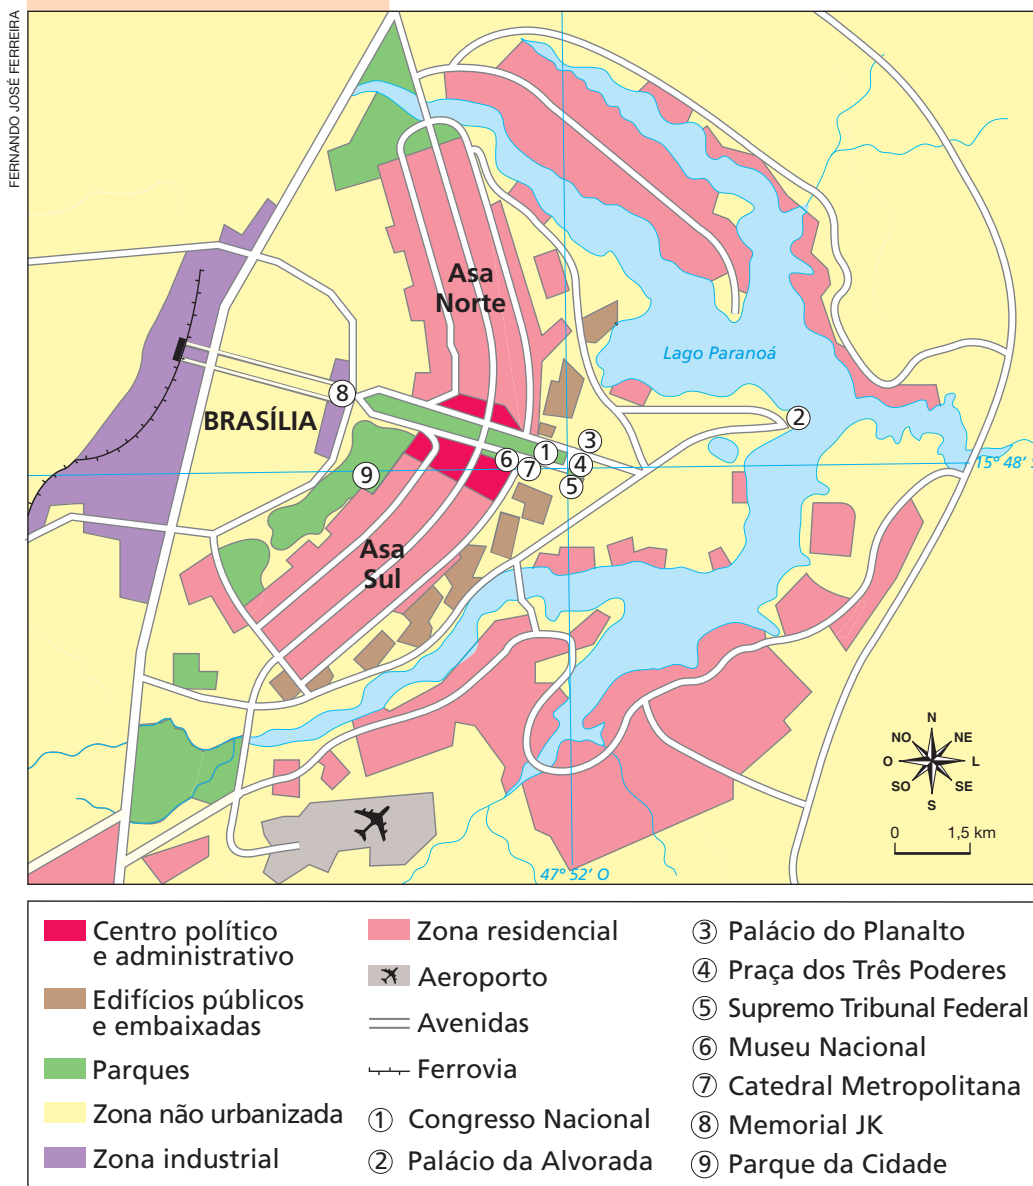 FERNANDO JOSÉ FERREIRA
Asa
Norte
Lago Paranoá
8
BRASÍLIA
2
3
1
6
4
7
9
5
15º 48’ S
Asa
Sul
N
NO
NE
O
L
SO
SE
S
0
1,5 km
47º 52’ O
Centro político
e administrativo
Edifícios públicos
e embaixadas
Parques
Zona não urbanizada
Zona industrial
Zona residencial
Aeroporto
Avenidas
Ferrovia
1 Congresso Nacional
2 Palácio da Alvorada
3 Palácio do Planalto
4 Praça dos Três Poderes
5 Supremo Tribunal Federal
6 Museu Nacional
7 Catedral Metropolitana
8 Memorial JK
9 Parque da Cidade